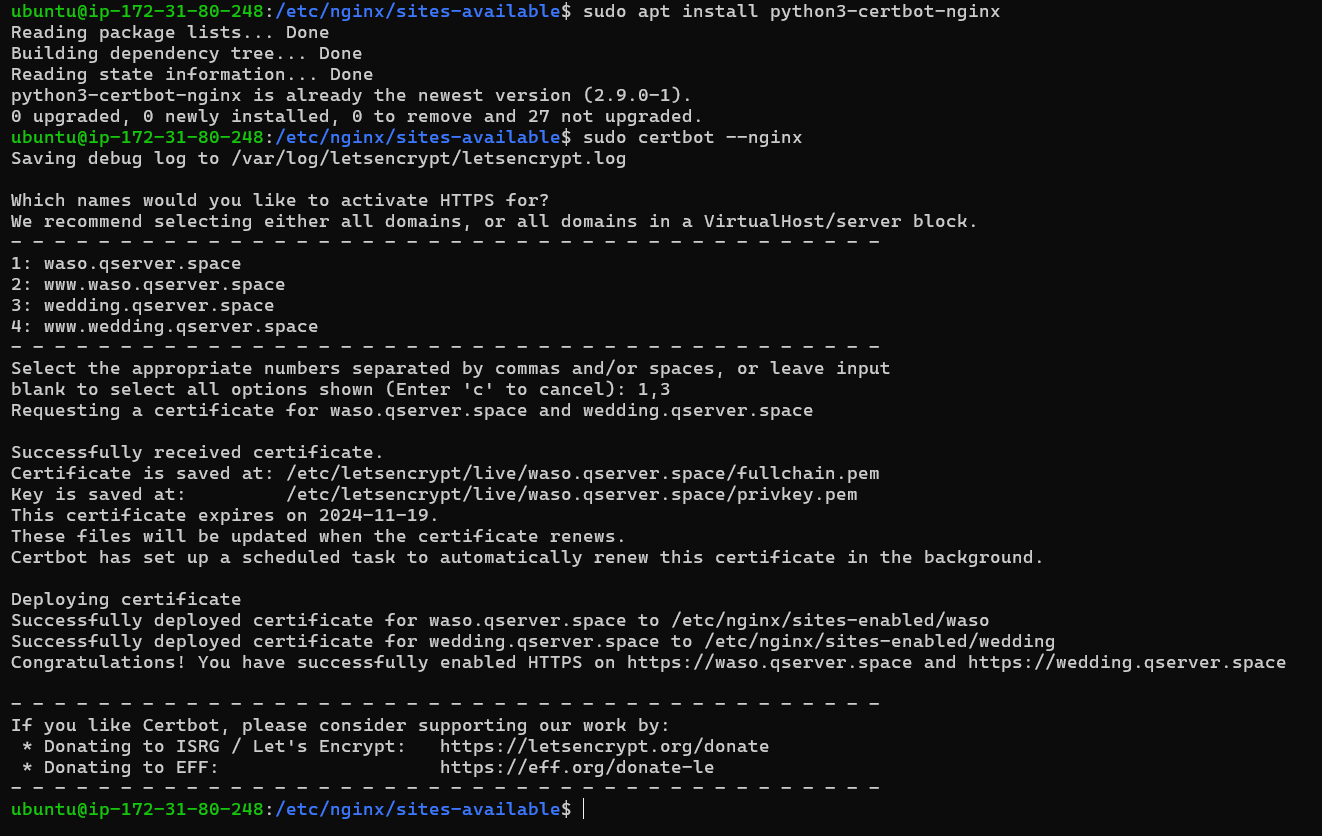 ubuntu@ip-172-31-80-248:/etc/nginx/sites-available$ sudo apt install python3-certbot-nginx
Reading package lists... Done
Building dependency tree... Done
Reading state information... Done
python3-certbot-nginx is already the newest version (2.9.0-1).
0 upgraded, 0 newly installed, 0 to remove and 27 not upgraded.
ubuntu@ip-172-31-80-248:/etc/nginx/sites-available$ sudo certbot --nginx
Saving debug log to /var/log/letsencrypt/letsencrypt.log

Which names would you like to activate HTTPS for?
We recommend selecting either all domains, or all domains in a VirtualHost/server block.
- - - - - - - - - - - - - - - - - - - - - - - - - - - - - - - - - - - - - - - -
1: waso.qserver.space
2: www.waso.qserver.space
3: wedding.qserver.space
4: www.wedding.qserver.space
- - - - - - - - - - - - - - - - - - - - - - - - - - - - - - - - - - - - - - - -
Select the appropriate numbers separated by commas and/or spaces, or leave input
blank to select all options shown (Enter 'c' to cancel): 1,3
Requesting a certificate for waso.qserver.space and wedding.qserver.space

Successfully received certificate.
Certificate is saved at: /etc/letsencrypt/live/waso.qserver.space/fullchain.pem
Key is saved at:         /etc/letsencrypt/live/waso.qserver.space/privkey.pem
This certificate expires on 2024-11-19.
These files will be updated when the certificate renews.
Certbot has set up a scheduled task to automatically renew this certificate in the background.

Deploying certificate
Successfully deployed certificate for waso.qserver.space to /etc/nginx/sites-enabled/waso
Successfully deployed certificate for wedding.qserver.space to /etc/nginx/sites-enabled/wedding
Congratulations! You have successfully enabled HTTPS on https://waso.qserver.space and https://wedding.qserver.space

- - - - - - - - - - - - - - - - - - - - - - - - - - - - - - - - - - - - - - - -
If you like Certbot, please consider supporting our work by:
 * Donating to ISRG / Let's Encrypt:   https://letsencrypt.org/donate
 * Donating to EFF:                    https://eff.org/donate-le
- - - - - - - - - - - - - - - - - - - - - - - - - - - - - - - - - - - - - - - -
ubuntu@ip-172-31-80-248:/etc/nginx/sites-available$